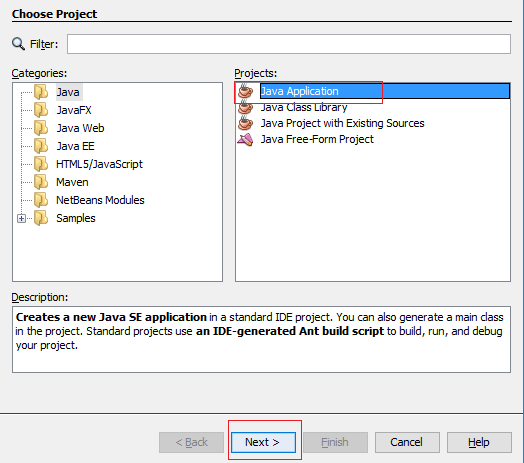 Choose Project
Filter:
Categories:
Java
JavaFX
Java Web
Java EE
HTML5/JavaScript
Maven
NetBeans Modules
Samples
Projects:
Java Application
Java Class Library
Java Project with Existing Sources
Java Free-Form Project
Description:
Creates a new Java SE application in a standard IDE project. You can also generate a main class
in the project. Standard projects use an IDE-generated Ant build script to build, run, and debug
your project.
< Back
Next >
Finish
Cancel
Help